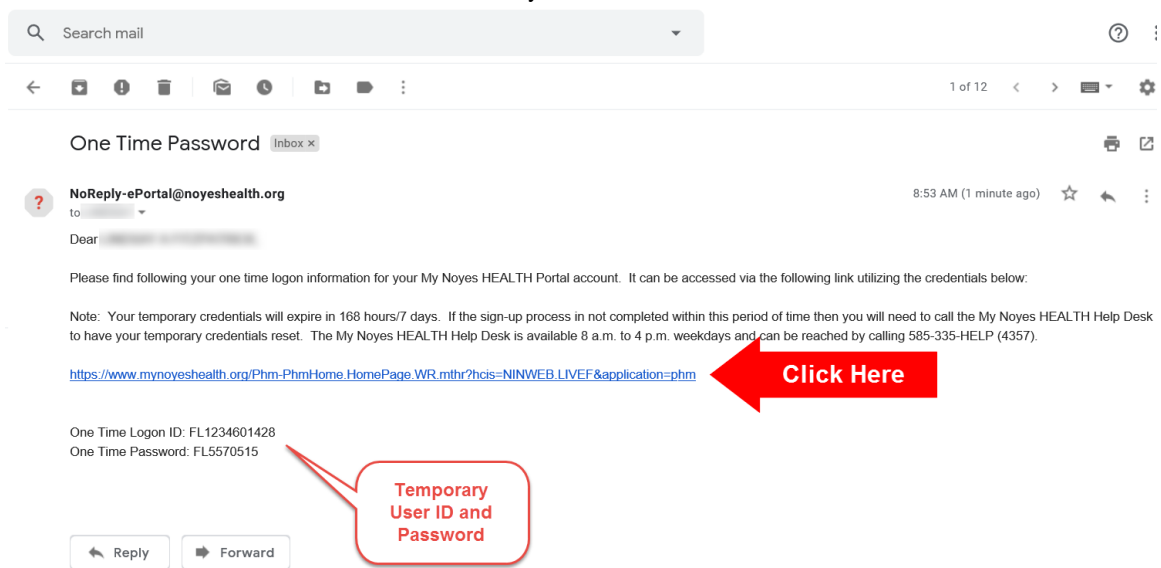 Search mail
1 of 12
One Time Password Inbox ×
NoReply-ePortal@noyeshealth.org
8:53 AM (1 minute ago)
to
Dear
Please find following your one time logon information for your My Noyes HEALTH Portal account. It can be accessed via the following link utilizing the credentials below:
Note: Your temporary credentials will expire in 168 hours/7 days. If the sign-up process in not completed within this period of time then you will need to call the My Noyes HEALTH Help Desk
to have your temporary credentials reset. The My Noyes HEALTH Help Desk is available 8 a.m. to 4 p.m. weekdays and can be reached by calling 585-335-HELP (4357).
https://www.mynoyeshealth.org/Phm-PhmHome.HomePage.WR.mthr?hcis=NINWEB.LIVEF&application=phm
Click Here
One Time Logon ID: FL1234601428
One Time Password: FL5570515
Temporary
User ID and
Password
Reply
Forward